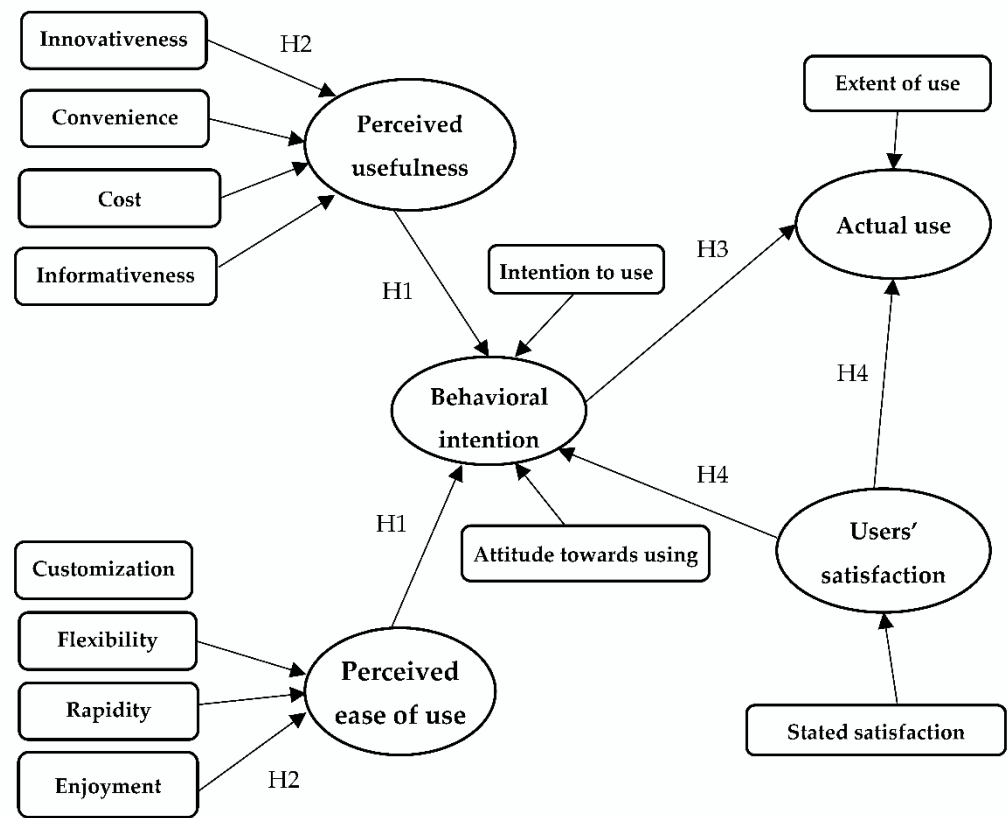 Innovativeness
H2
Convenience
Cost
Informativeness
Perceived
usefulness
Extent of use
Actual use
H1
Intention to use
H3
Behavioral
intention
H4
H4
H1
Attitude towards using
Users’
satisfaction
Customization
Flexibility
Rapidity
Enjoyment
H2
Perceived
ease of use
Stated satisfaction